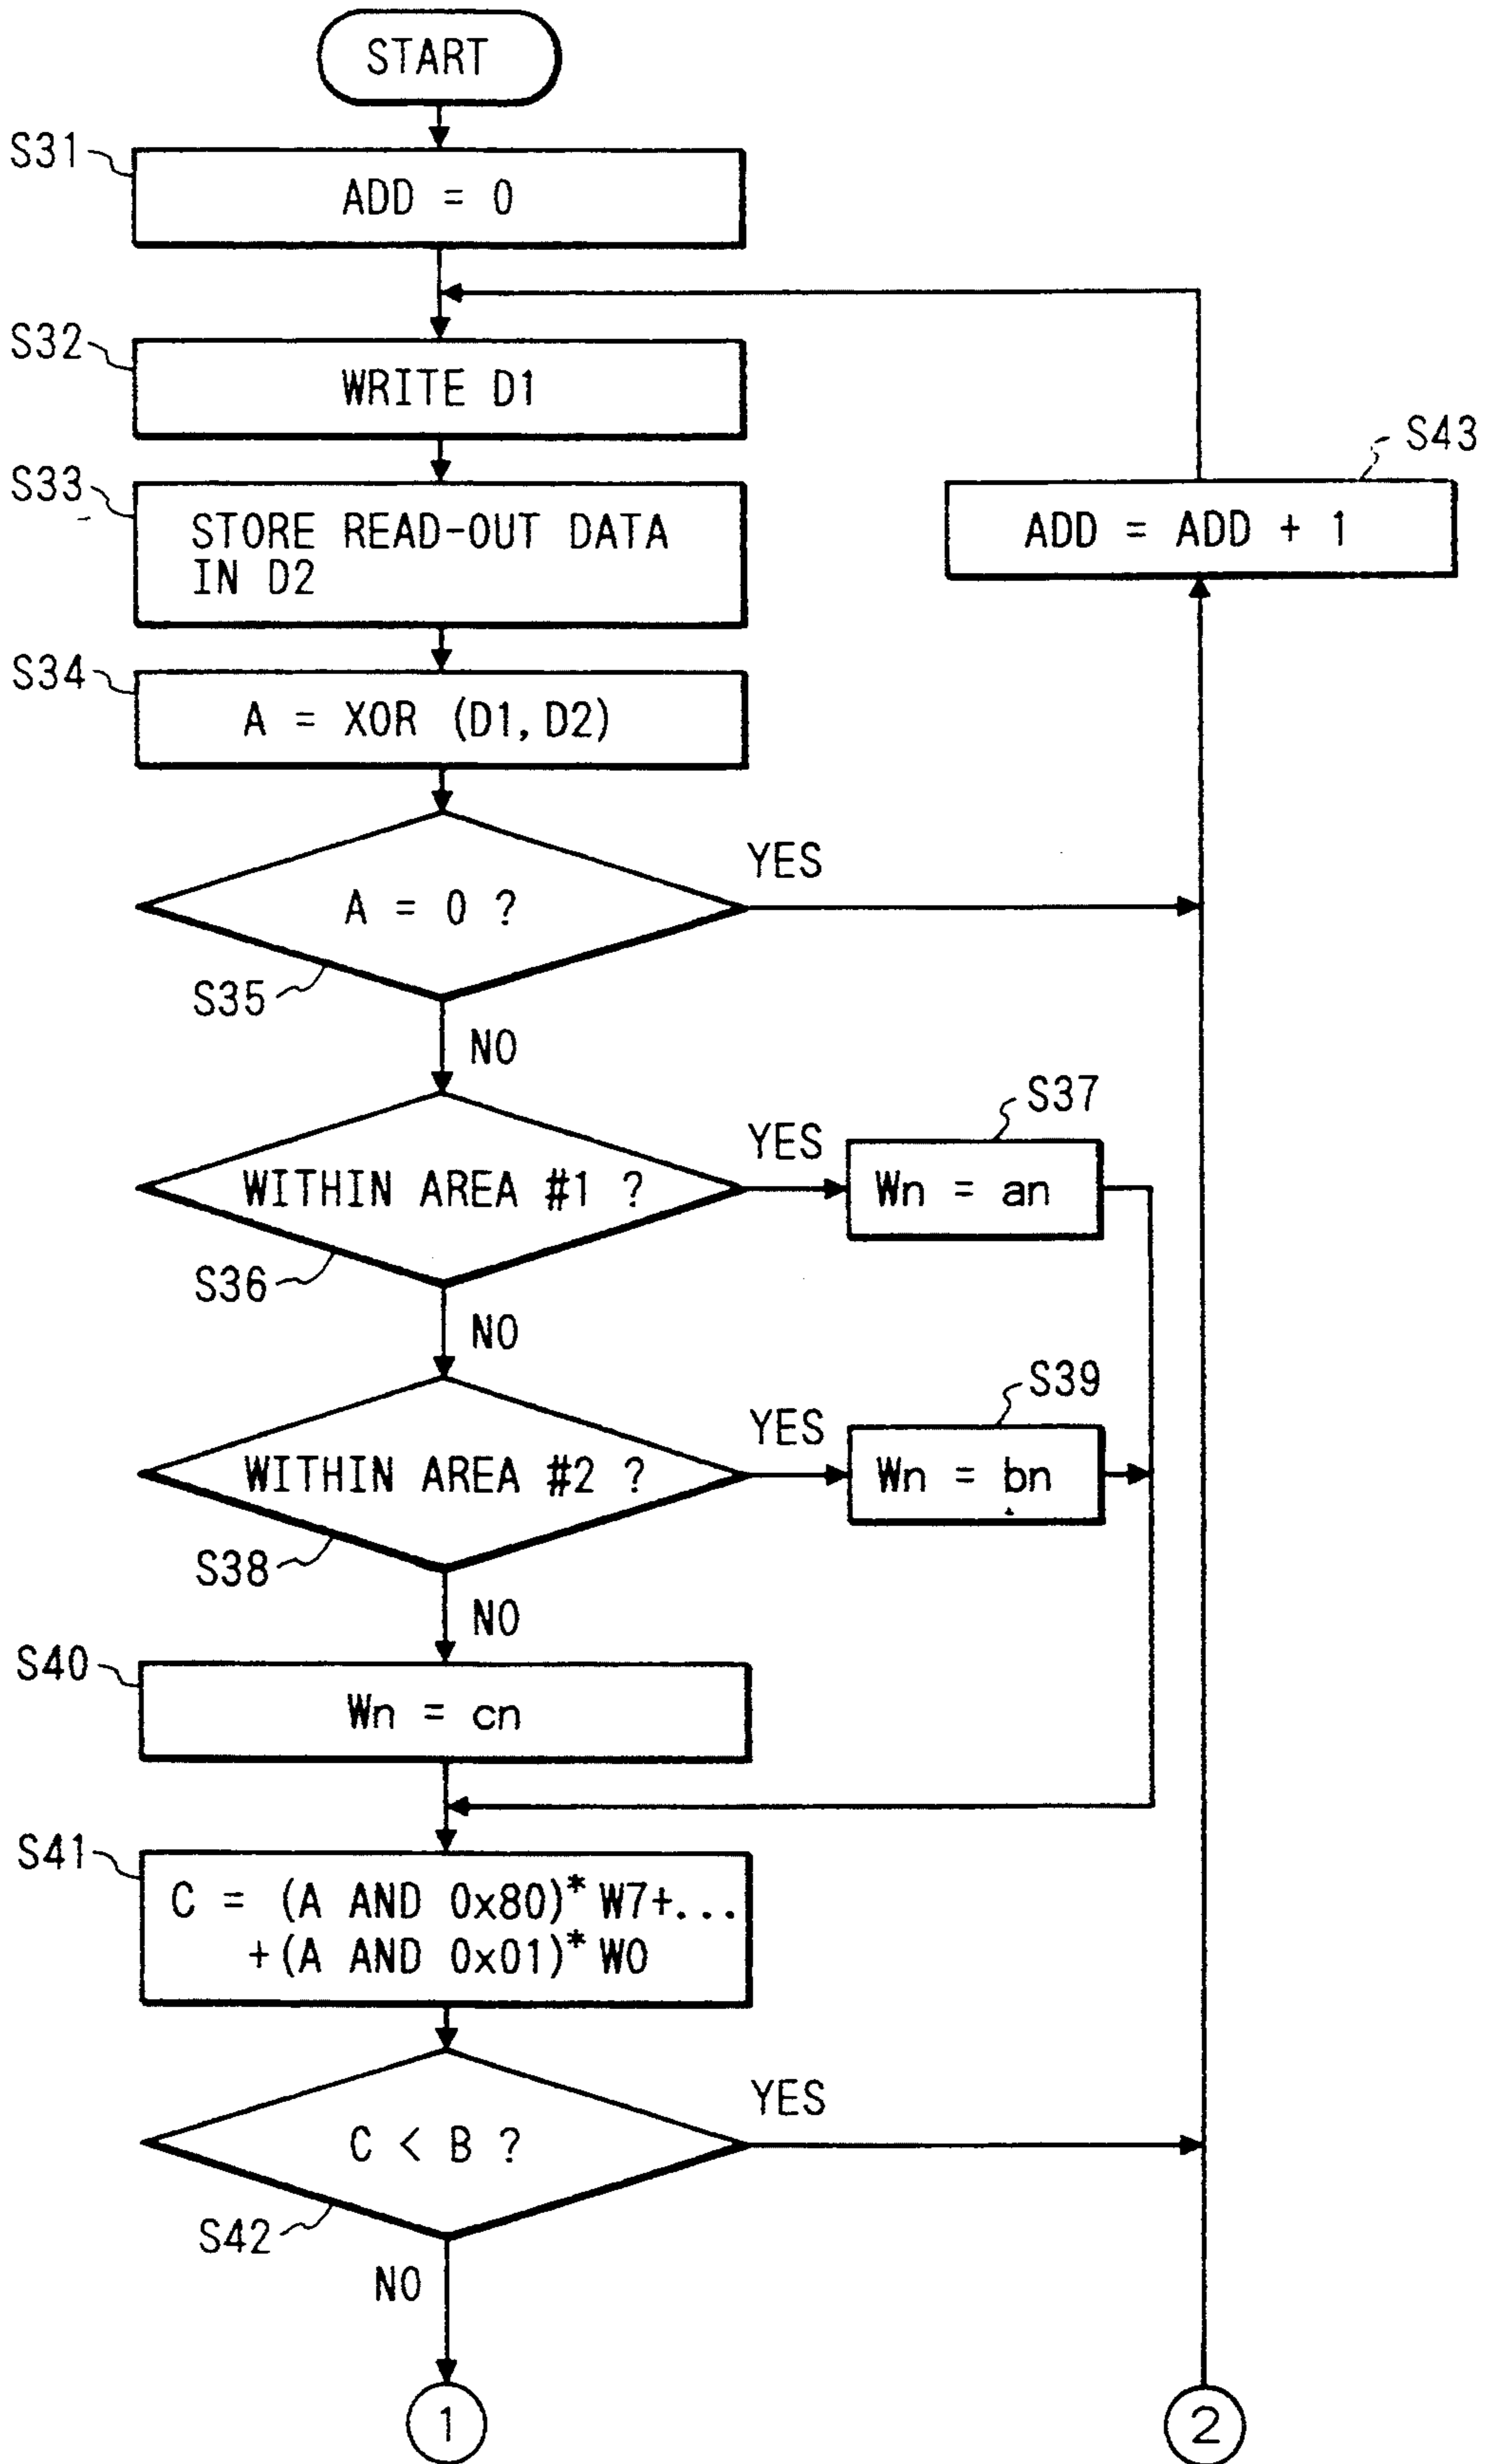 START
S31
ADD = 0
S32
WRITE D1
S43
ADD = ADD + 1
S33
STORE READ-OUT DATA
IN D2
S34
A = XOR (D1, D2)
A = 0 ?
YES
S35
NO
WITHIN AREA #1 ?
YES
S37
Wn = an
S36
NO
WITHIN AREA #2 ?
YES
S39
Wn = bn
S38
NO
S40
Wn = cn
S41
C = (A AND 0x80)* W7+...
+(A AND 0x01)* W0
C < B ?
YES
S42
NO
1
2